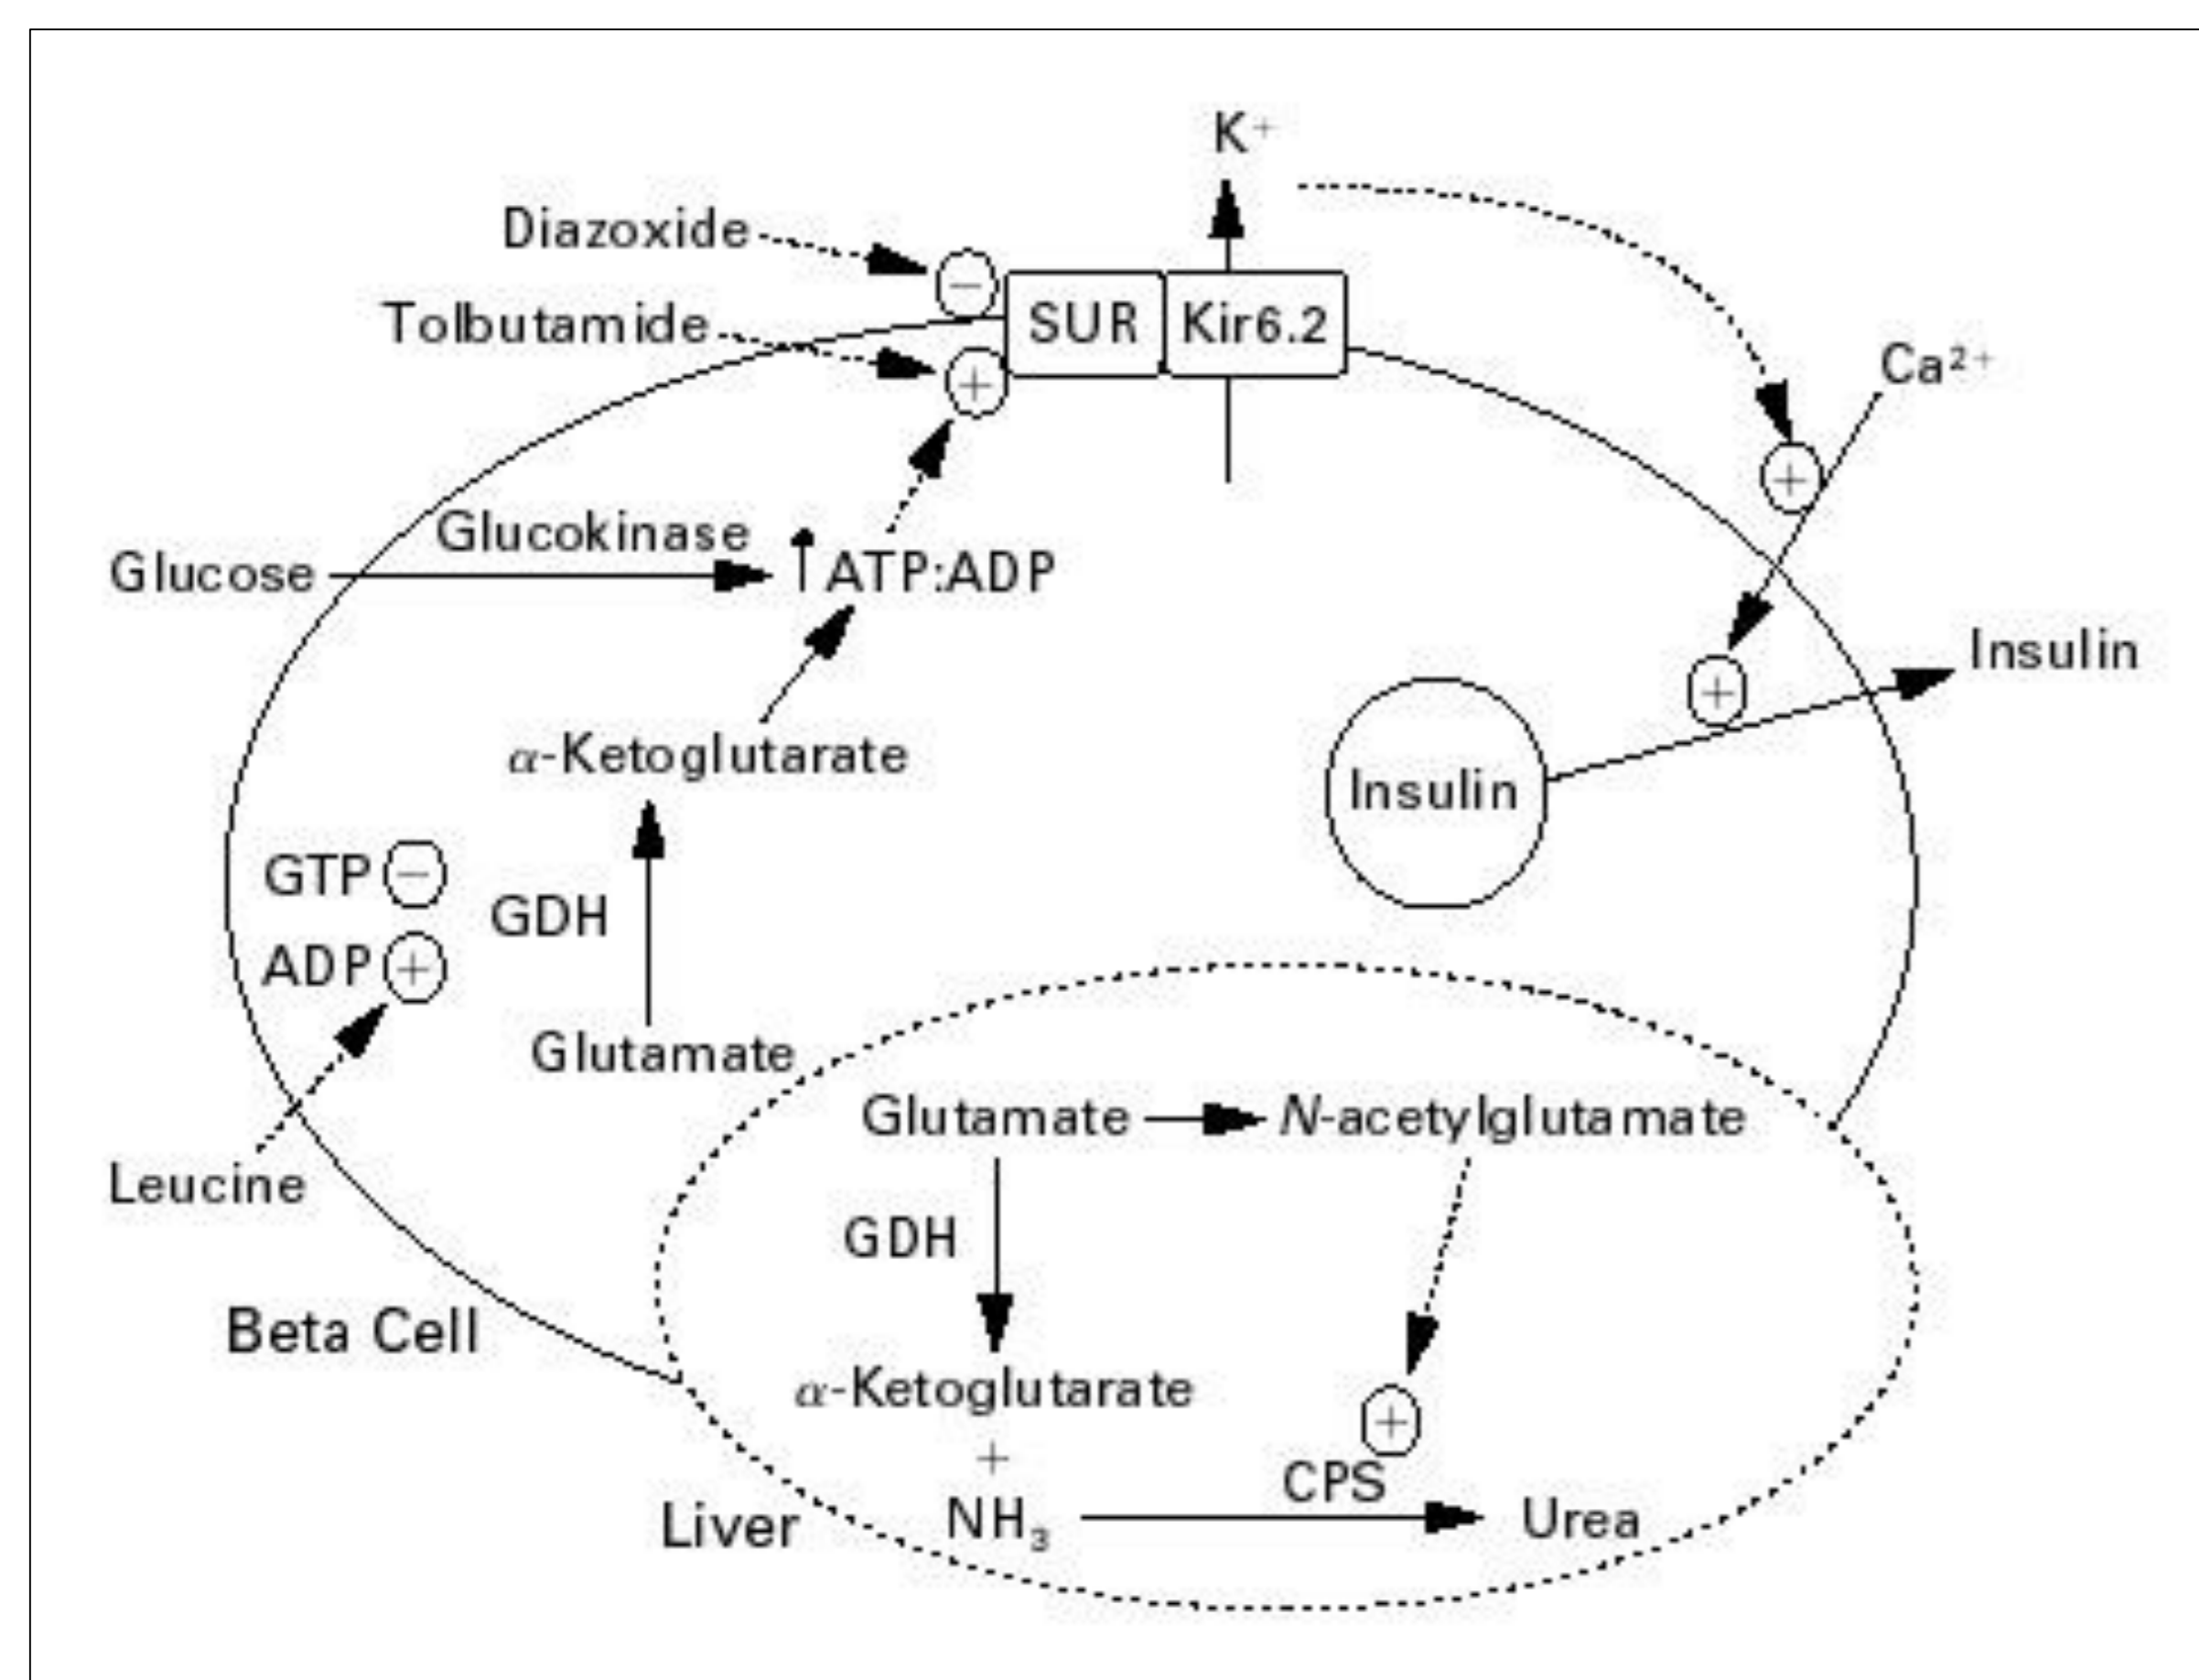 K⁺
Diazoxide
−
Tolbutamide
+
SUR
Kir6.2
Ca²⁺
+
Glucokinase
Glucose
ATP:ADP
+
Insulin
α-Ketoglutarate
Insulin
GTP −
GDH
ADP +
Glutamate
Leucine
Glutamate
N-acetylglutamate
GDH
Beta Cell
α-Ketoglutarate
+
+
CPS
Liver
NH₃
Urea